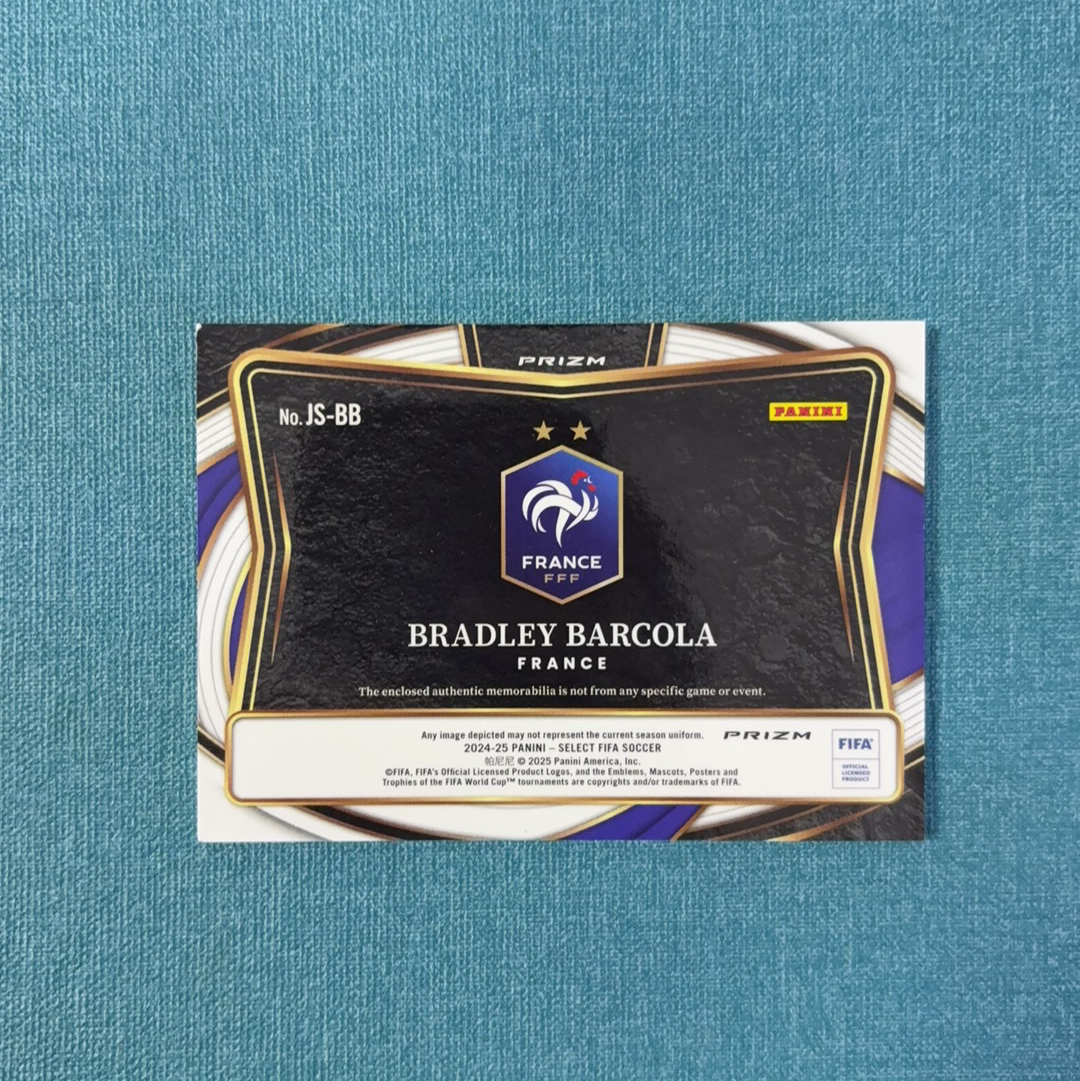 PRIZM
No. JS-BB
PANINI
FRANCE
FFF
BRADLEY BARCOLA
FRANCE
The enclosed authentic memorabilia is not from any specific game or event.
Any image depicted may not represent the current season uniform.
PRIZM
2024-25 PANINI – SELECT FIFA SOCCER
帕尼尼 © 2025 Panini America, Inc.
©FIFA, FIFA's Official Licensed Product Logos, and the Emblems, Mascots, Posters and
Trophies of the FIFA World Cup™ tournaments are copyrights and/or trademarks of FIFA.
FIFA®
OFFICIAL
LICENSED
PRODUCT